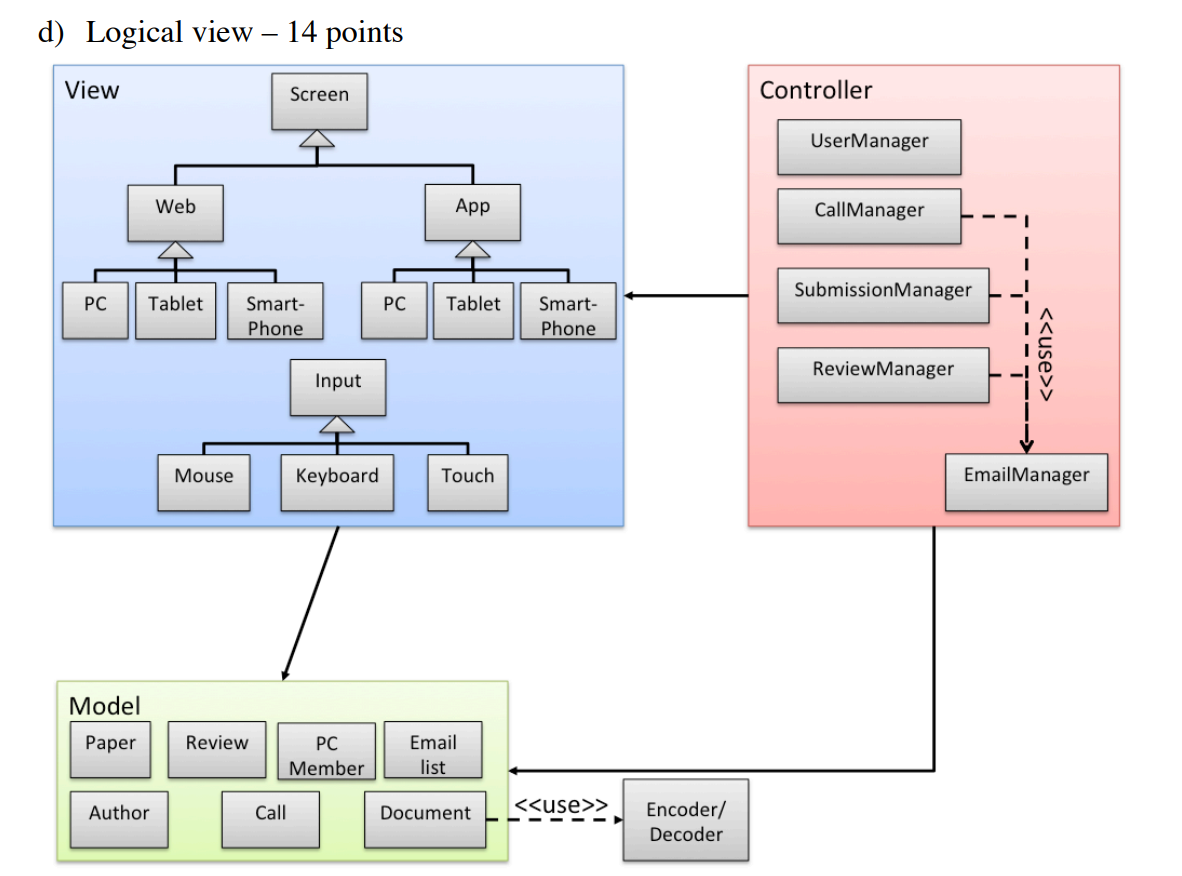 d) Logical view – 14 points
View
Screen
Web
App
PC
Tablet
Smart-
Phone
PC
Tablet
Smart-
Phone
Input
Mouse
Keyboard
Touch
Controller
UserManager
CallManager
SubmissionManager
ReviewManager
<<use>>
EmailManager
Model
Paper
Review
PC
Member
Email
list
Author
Call
Document
<<use>>
Encoder/
Decoder